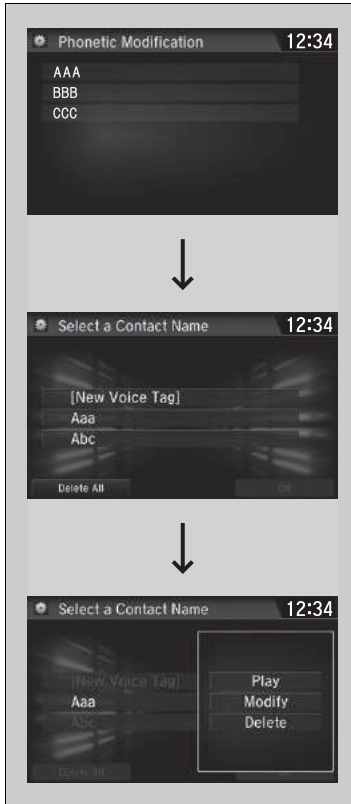 Phonetic Modification 12:34
AAA
BBB
CCC
Select a Contact Name 12:34
[New Voice Tag]
Aaa
Abc
Delete All OK
Select a Contact Name 12:34
[New Voice Tag]
Play
Aaa Modify
Abc Delete
Delete All